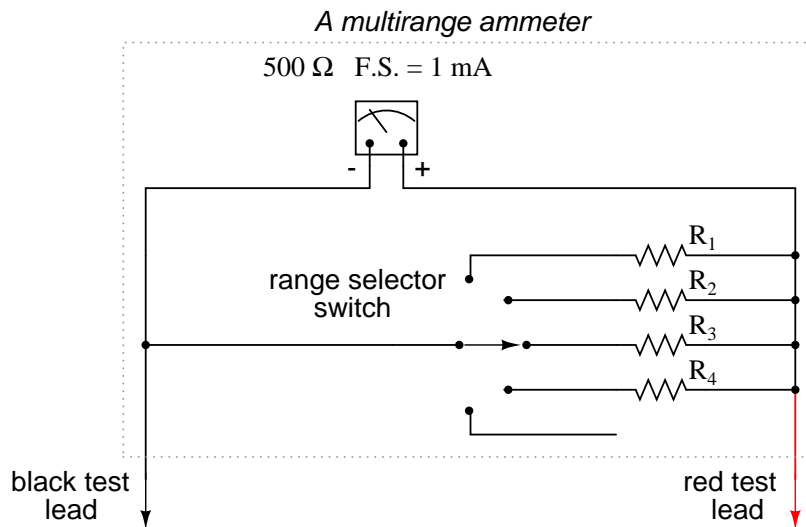 A multirange ammeter
500 Ω F.S. = 1 mA
- +
R1
range selector
switch
R2
R3
R4
black test
lead
red test
lead